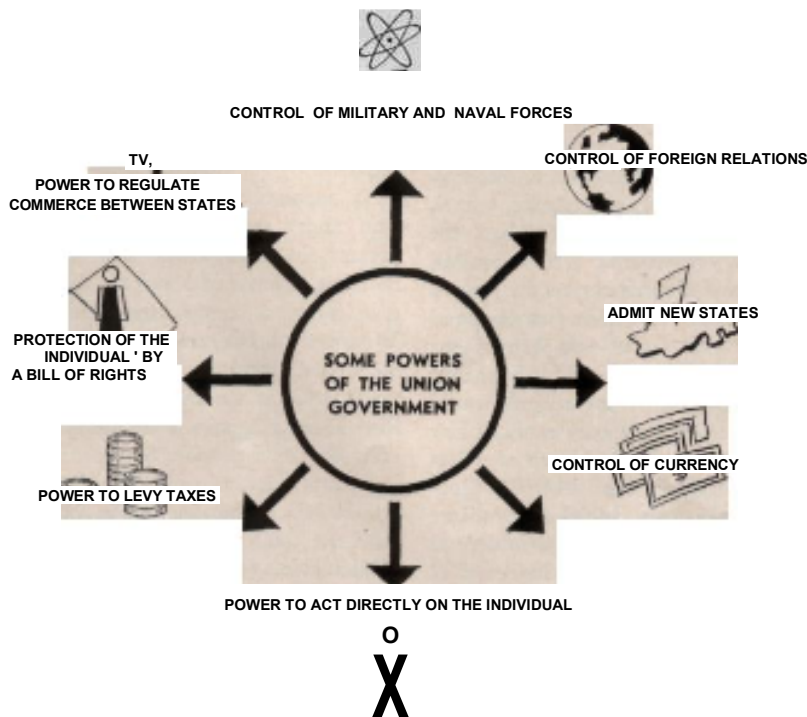 CONTROL OF MILITARY AND NAVAL FORCES
CONTROL OF FOREIGN RELATIONS
TV,
POWER TO REGULATE
COMMERCE BETWEEN STATES
ADMIT NEW STATES
PROTECTION OF THE
INDIVIDUAL ' BY
A BILL OF RIGHTS
SOME POWERS
OF THE UNION
GOVERNMENT
CONTROL OF CURRENCY
POWER TO LEVY TAXES
POWER TO ACT DIRECTLY ON THE INDIVIDUAL
O
X